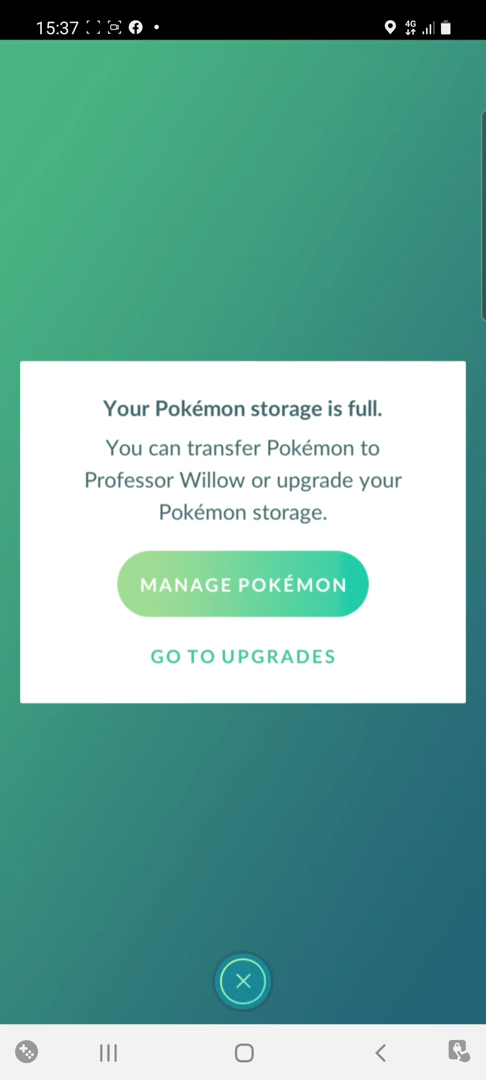 15:37
4G
Your Pokémon storage is full.
You can transfer Pokémon to
Professor Willow or upgrade your
Pokémon storage.
MANAGE POKÉMON
GO TO UPGRADES